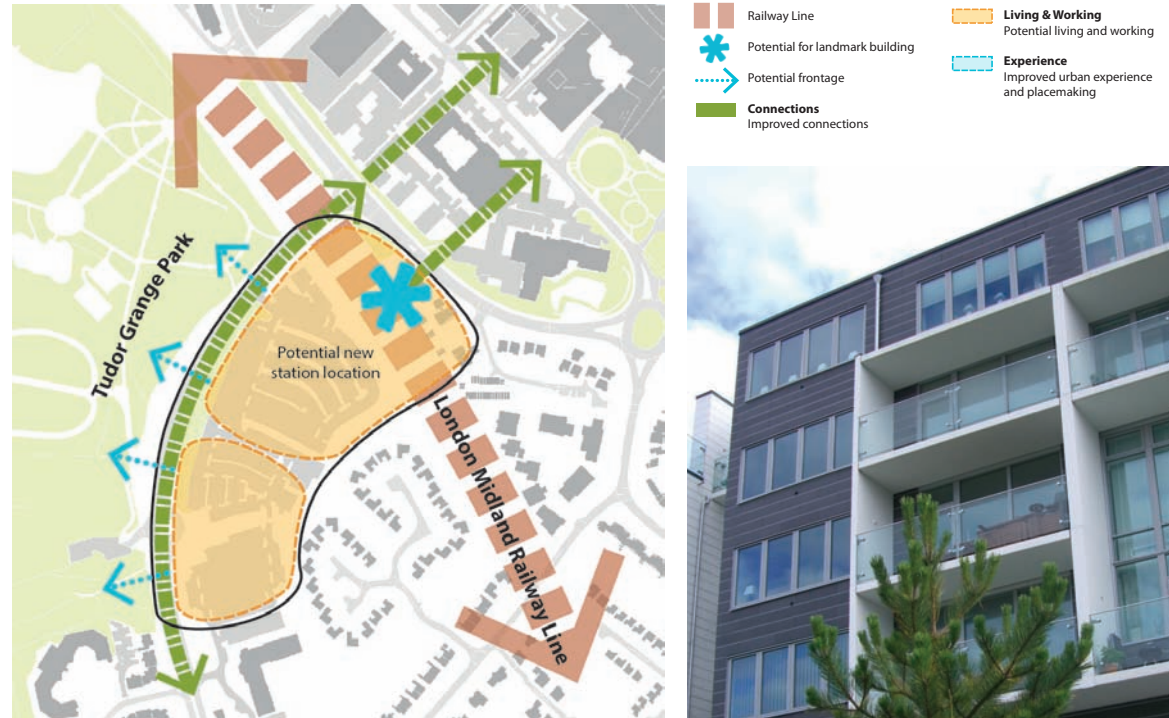 Tudor Grange Park
Potential new
station location
London Midland Railway Line
Railway Line
Potential for landmark building
Potential frontage
Connections
Improved connections
Living & Working
Potential living and working
Experience
Improved urban experience
and placemaking